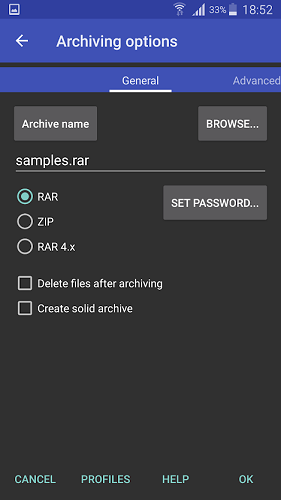 33% 18:52
Archiving options
General Advanced
Archive name BROWSE...
samples.rar
RAR
SET PASSWORD...
ZIP
RAR 4.x
Delete files after archiving
Create solid archive
CANCEL PROFILES HELP OK